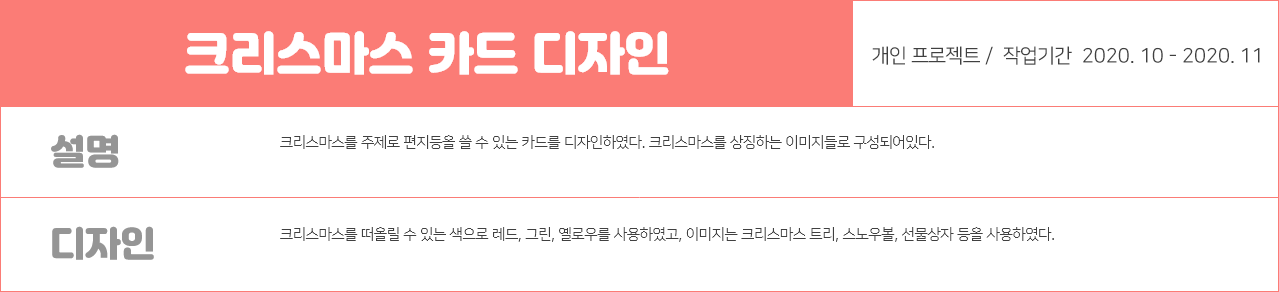 크리스마스 카드 디자인
개인 프로젝트 / 작업기간 2020. 10 - 2020. 11
설명
크리스마스를 주제로 편지등을 쓸 수 있는 카드를 디자인하였다. 크리스마스를 상징하는 이미지들로 구성되어있다.
디자인
크리스마스를 떠올릴 수 있는 색으로 레드, 그린, 옐로우를 사용하였고, 이미지는 크리스마스 트리, 스노우볼, 선물상자 등을 사용하였다.